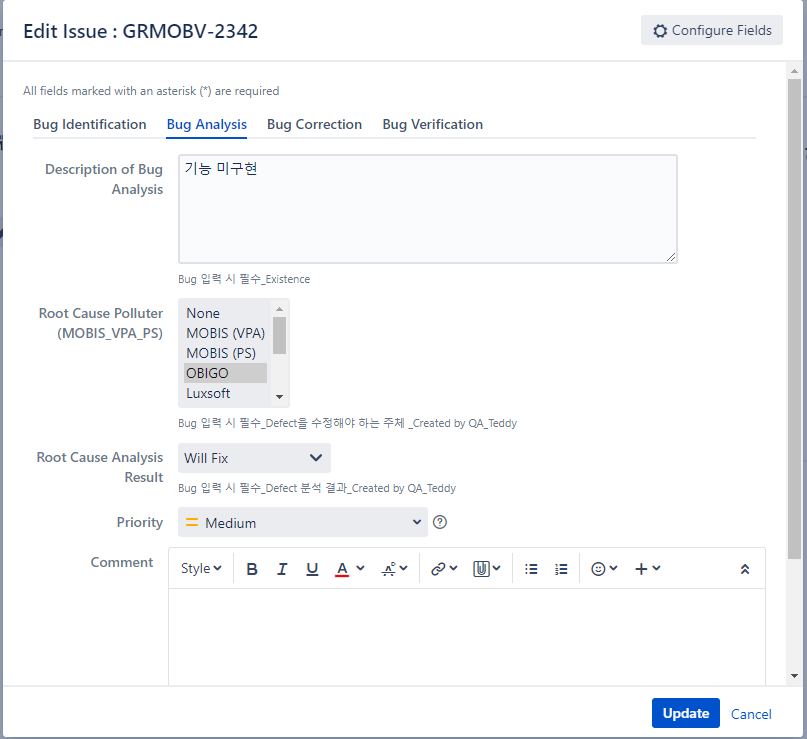 Edit Issue : GRMOBV-2342
Configure Fields
All fields marked with an asterisk (*) are required
Bug Identification Bug Analysis Bug Correction Bug Verification
Description of Bug
Analysis
기능 미구현
Bug 입력 시 필수_Existence
Root Cause Polluter
(MOBIS_VPA_PS)
None
MOBIS (VPA)
MOBIS (PS)
OBIGO
Luxsoft
Bug 입력 시 필수_Defect을 수정해야 하는 주체 _Created by QA_Teddy
Root Cause Analysis
Result
Will Fix
Bug 입력 시 필수_Defect 분석 결과_Created by QA_Teddy
Priority
Medium
Comment
Style
Update Cancel